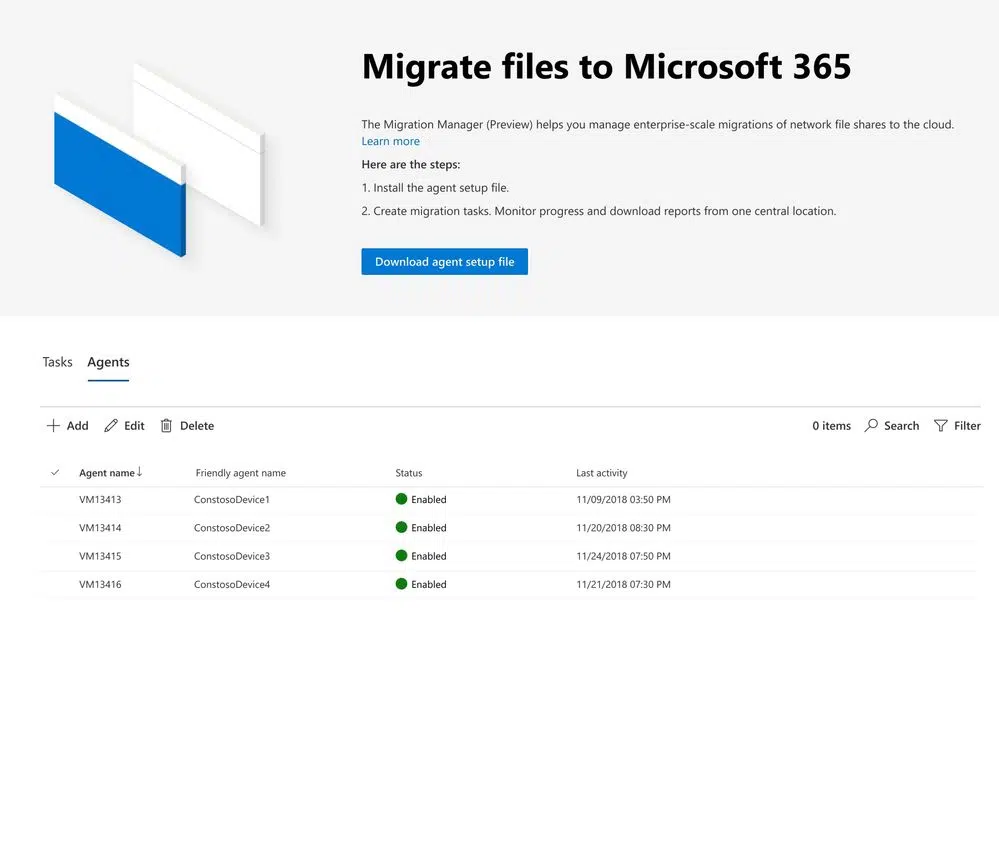 Migrate files to Microsoft 365
The Migration Manager (Preview) helps you manage enterprise-scale migrations of network file shares to the cloud.
Learn more
Here are the steps:
1. Install the agent setup file.
2. Create migration tasks. Monitor progress and download reports from one central location.
Download agent setup file
Tasks Agents
Add Edit Delete 0 items Search Filter
Agent name Friendly agent name Status Last activity
VM13413 ConstosoDevice1 Enabled 11/09/2018 03:50 PM
VM13414 ConstosoDevice2 Enabled 11/20/2018 08:30 PM
VM13415 ConstosoDevice3 Enabled 11/24/2018 07:50 PM
VM13416 ConstosoDevice4 Enabled 11/21/2018 07:30 PM